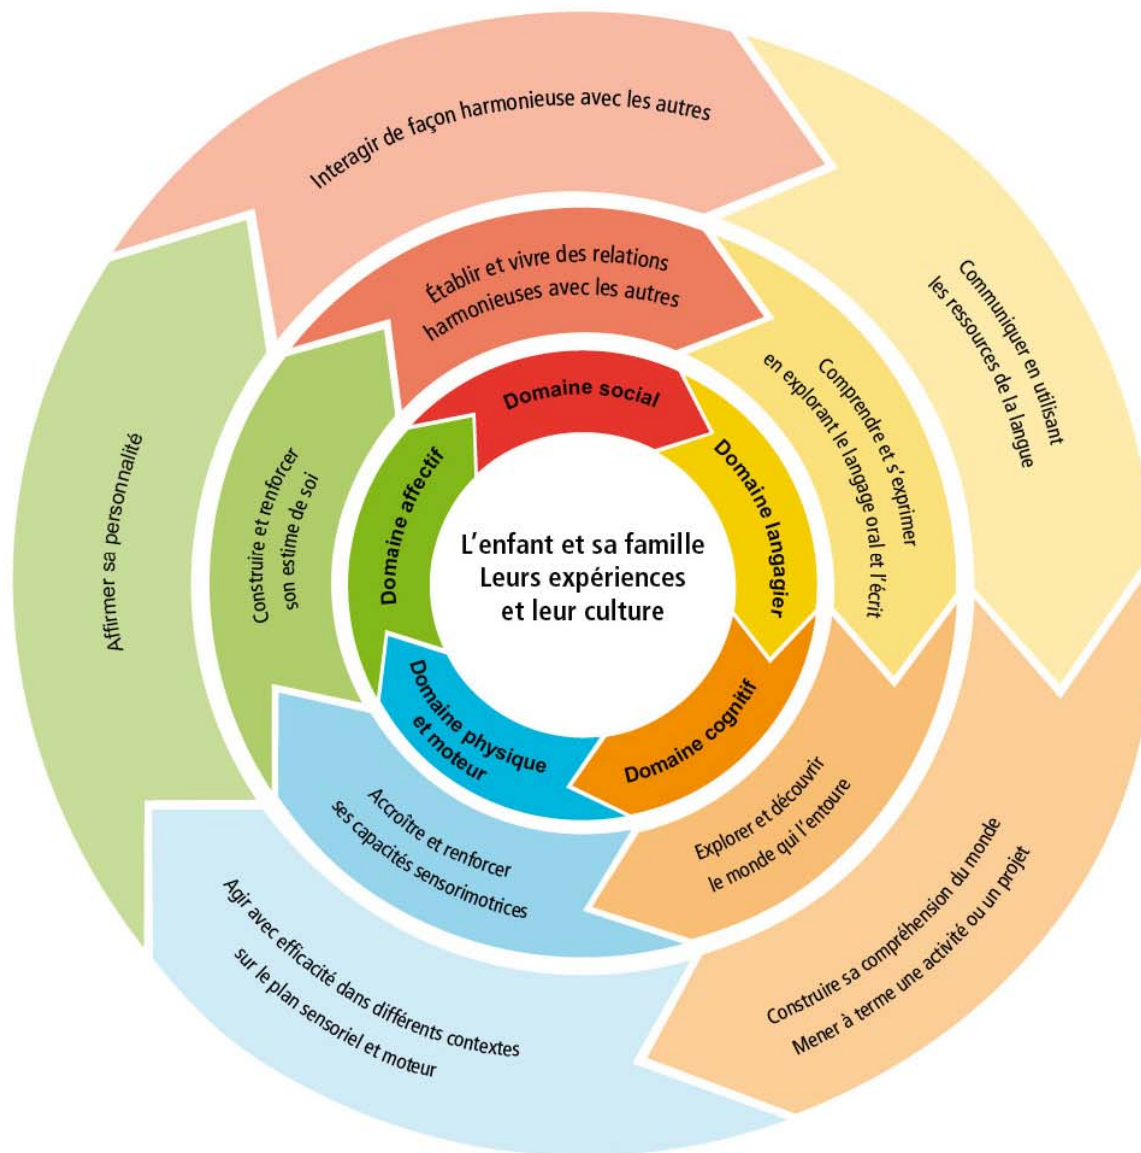 Interagir de façon harmonieuse avec les autres
Établir et vivre des relations
harmonieuses avec les autres
Domaine social
Communiquer en utilisant
les ressources de la langue
Comprendre et s'exprimer
en explorant le langage oral et l'écrit
Domaine langagier
Construire sa compréhension du monde
Mener à terme une activité ou un projet
Explorer et découvrir
le monde qui l'entoure
Domaine cognitif
Agir avec efficacité dans différents contextes
sur le plan sensoriel et moteur
Accroître et renforcer
ses capacités sensorimotrices
Domaine physique
et moteur
Affirmer sa personnalité
Construire et renforcer
son estime de soi
Domaine affectif
L'enfant et sa famille
Leurs expériences
et leur culture